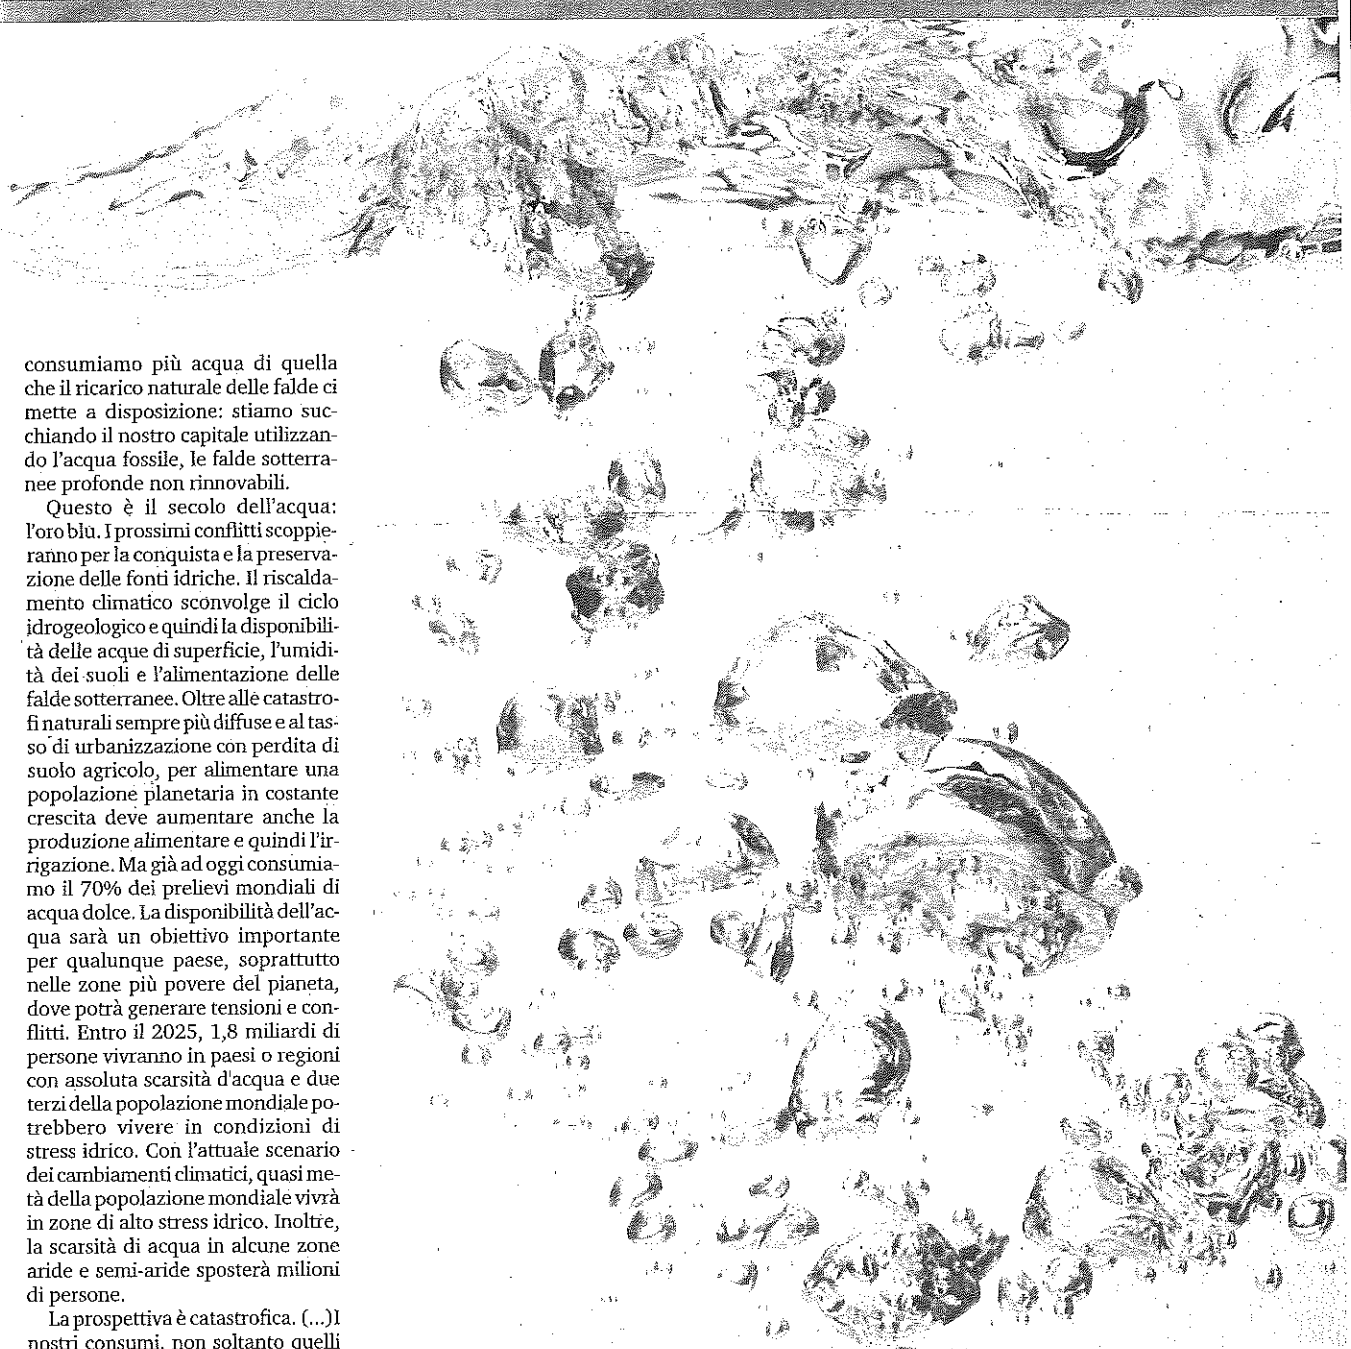 consumiamo più acqua di quella
che il ricarico naturale delle falde ci
mette a disposizione: stiamo suc-
chiando il nostro capitale utilizzan-
do l'acqua fossile, le falde sotterra-
nee profonde non rinnovabili.
Questo è il secolo dell'acqua:
l'oro blu. I prossimi conflitti scoppie-
ranno per la conquista e la preserva-
zione delle fonti idriche. Il riscalda-
mento climatico sconvolge il ciclo
idrogeologico e quindi la disponibili-
tà delle acque di superficie, l'umidi-
tà dei suoli e l'alimentazione delle
falde sotterranee. Oltre alle catastro-
fi naturali sempre più diffuse e al tas-
so di urbanizzazione con perdita di
suolo agricolo, per alimentare una
popolazione planetaria in costante
crescita deve aumentare anche la
produzione alimentare e quindi l'ir-
rigazione. Ma già ad oggi consumia-
mo il 70% dei prelievi mondiali di
acqua dolce. La disponibilità dell'ac-
qua sarà un obiettivo importante
per qualunque paese, soprattutto
nelle zone più povere del pianeta,
dove potrà generare tensioni e con-
flitti. Entro il 2025, 1,8 miliardi di
persone vivranno in paesi o regioni
con assoluta scarsità d'acqua e due
terzi della popolazione mondiale po-
trebbero vivere in condizioni di
stress idrico. Con l'attuale scenario
dei cambiamenti climatici, quasi me-
tà della popolazione mondiale vivrà
in zone di alto stress idrico. Inoltre,
la scarsità di acqua in alcune zone
aride e semi-aride sposterà milioni
di persone.
La prospettiva è catastrofica. (...) I
nostri consumi, non soltanto quelli